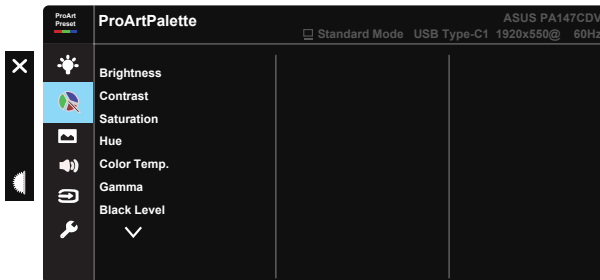 ProArt
Preset
ProArtPalette
ASUS PA147CDV
Standard Mode USB Type-C1 1920x550@ 60Hz
Brightness
Contrast
Saturation
Hue
Color Temp.
Gamma
Black Level